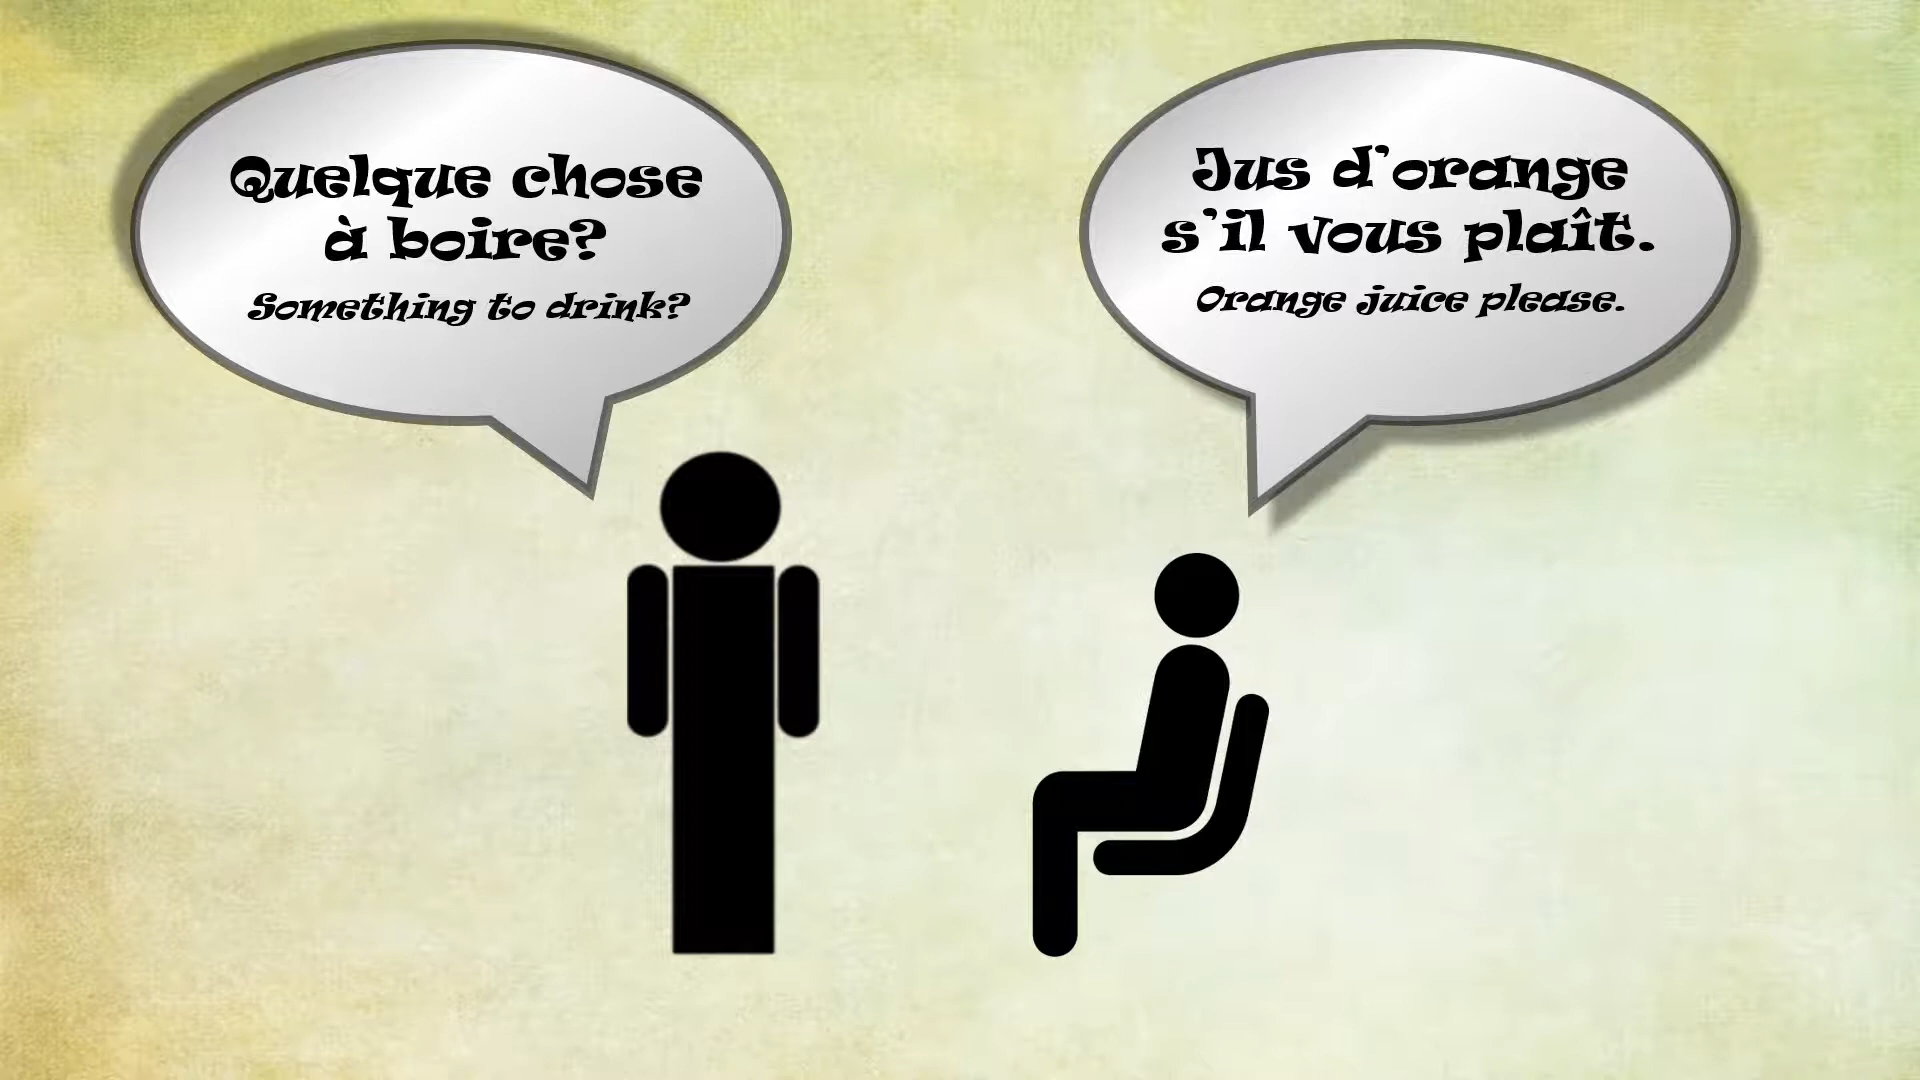 Quelque chose
à boire?
Something to drink?
Jus d'orange
s'il vous plaît.
Orange juice please.